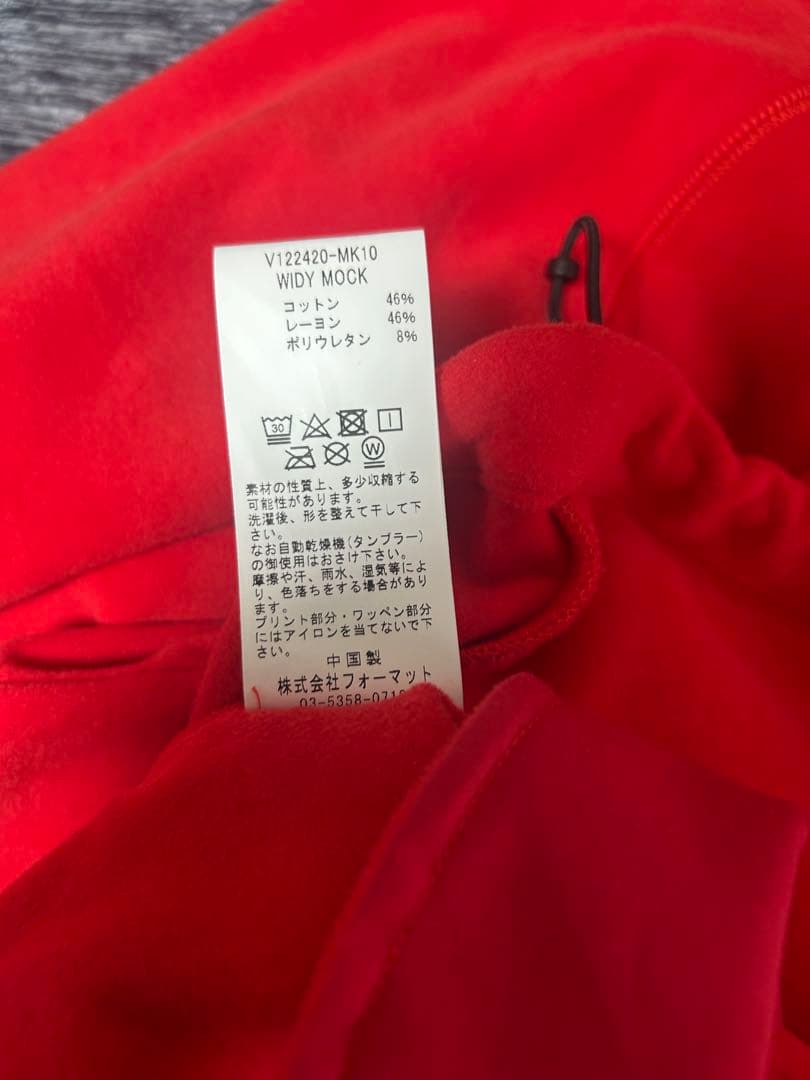 V122420-MK10
WIDY MOCK
コットン 46%
レーヨン 46%
ポリウレタン 8%
30
W
素材の性質上、多少収縮する
可能性があります。
洗濯後、形を整えて干して下
さい。
なお自動乾燥機(タンブラー)
の御使用はおさけ下さい。
摩擦や汗、雨水、湿気等によ
り、色落ちをする場合があり
ます。
プリント部分・ワッペン部分
にはアイロンを当てないで下
さい。
中国製
株式会社フォーマット